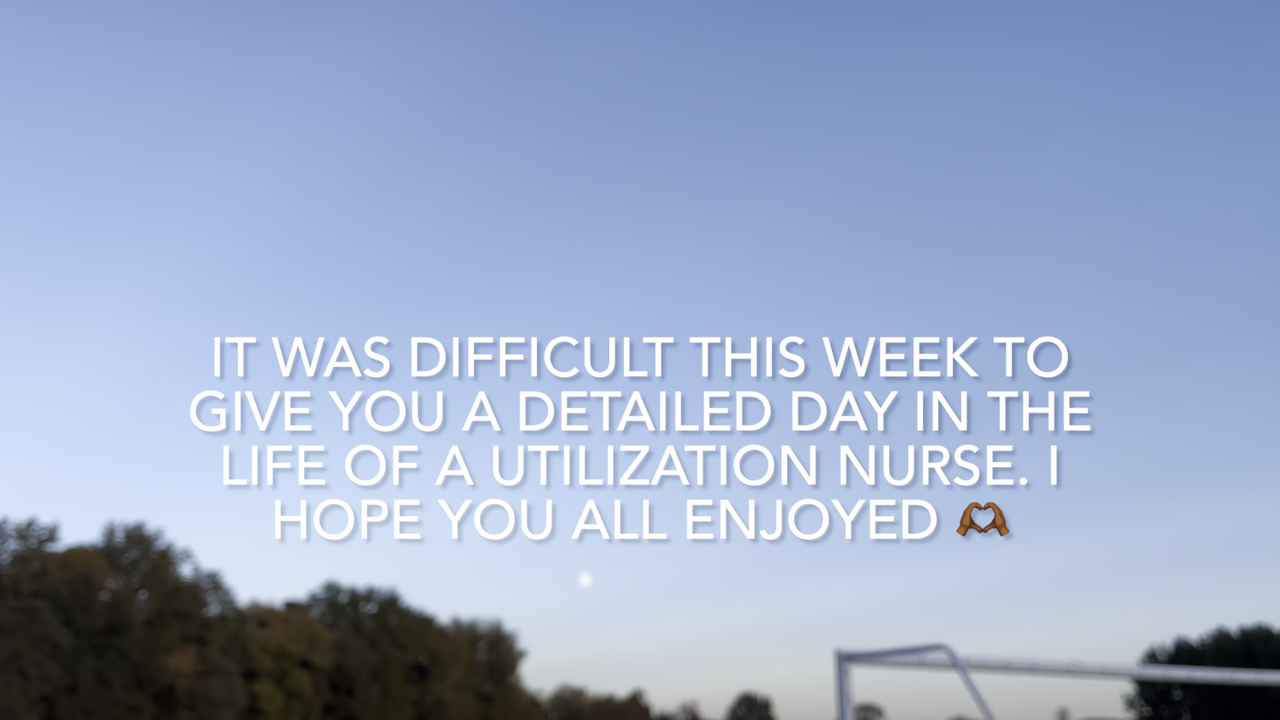 IT WAS DIFFICULT THIS WEEK TO
GIVE YOU A DETAILED DAY IN THE
LIFE OF A UTILIZATION NURSE. I
HOPE YOU ALL ENJOYED 🫶🏾